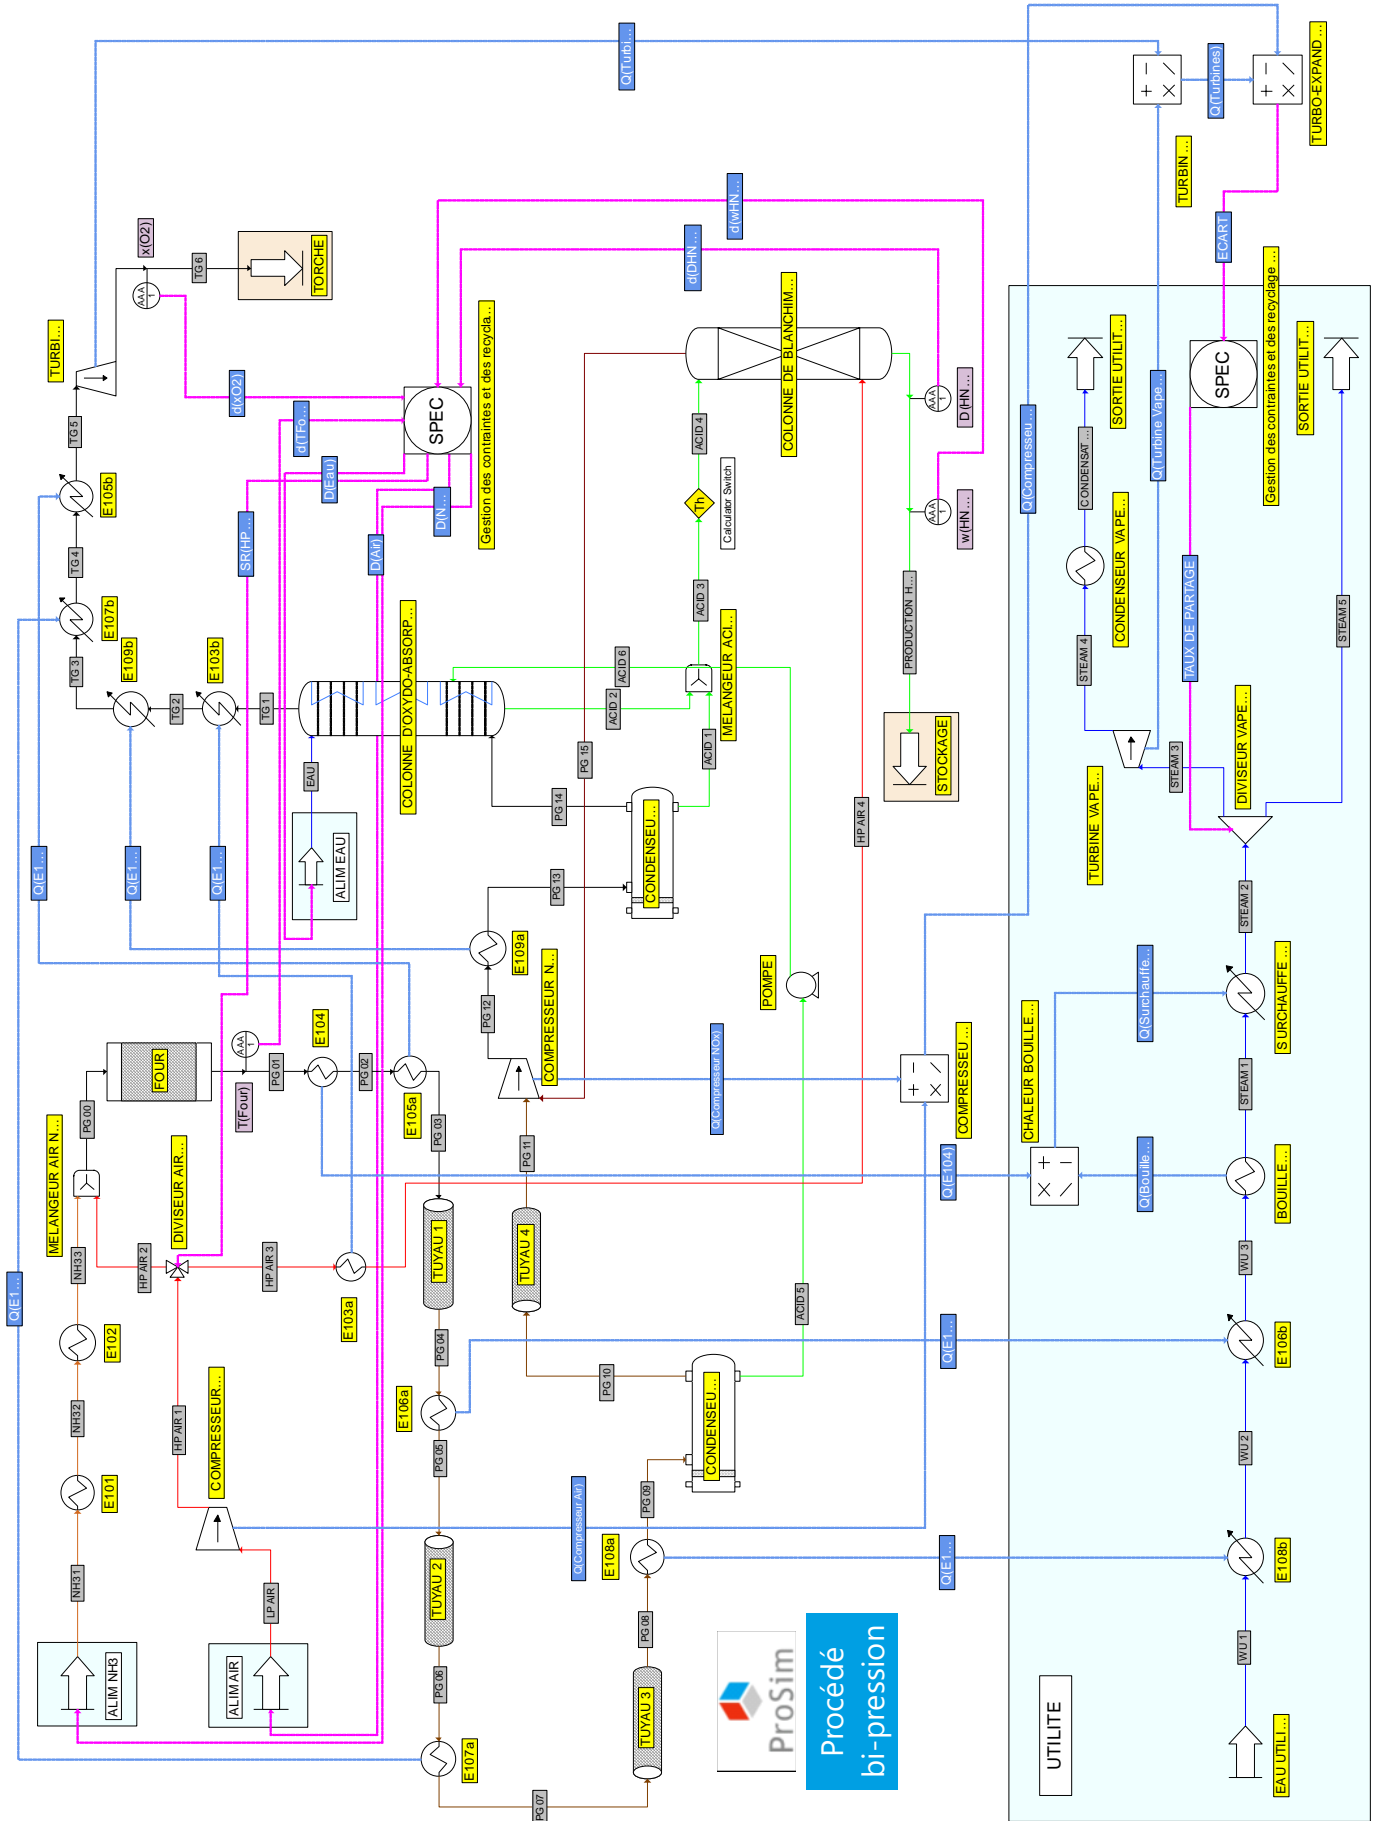 Q(E1...
Q(E1...
ALIM NH3
NH31
E101
NH32
E102
NH33
MELANGEUR AIR N...
PG 00
TG 3
E107b
TG 4
E105b
TG 5
TURBI...
Q(E1...
E109b
Q(E1...
TG 2
E103b
TG 1
x(O2)
AAA
1
TG 6
ALIM AIR
LP AIR
COMPRESSEUR...
HP AIR 1
HP AIR 2
DIVISEUR AIR...
HP AIR 3
FOUR
T(Four)
AAA
1
PG 01
SR(HP...
d(xO2)
d(TFo...
D(Eau)
TORCHE
E103a
E104
PG 02
E105a
PG 03
ALIM EAU
EAU
D(Air)
D(N...
COLONNE D'OXYDO-ABSORP...
SPEC
Gestion des contraintes et des recycla...
PG 07
E107a
PG 06
TUYAU 2
PG 05
E106a
PG 04
TUYAU 1
PG 12
E109a
PG 13
PG 14
TUYAU 3
PG 08
E108a
PG 09
Q(Compresseur Air)
PG 10
TUYAU 4
PG 11
COMPRESSEUR N...
CONDENSEU...
PG 15
ACID 2
ACID 6
Q(Turbi...
CONDENSEU...
Q(Compresseur NOx)
ACID 1
MELANGEUR ACI...
ACID 3
Th
Calculator Switch
ACID 4
d(DHN...
d(wHN...
ProSim
Procédé
bi-pression
ACID 5
POMPE
HP AIR 4
COLONNE DE BLANCHIM...
STOCKAGE
PRODUCTION H...
AAA
1
w(HN...
AAA
1
D(HN...
Q(E1...
Q(E1...
Q(E104)
COMPRESSEU...
Q(Compresseu...
UTILITE
CHALEUR BOUILLE...
Q(Bouille...
Q(Surchauffe...
TURBINE VAPE...
STEAM 4
CONDENSEUR VAPE...
CONDENSAT...
SORTIE UTILIT...
Q(Turbine Vape...
TURBIN...
Q(Turbines)
STEAM 3
TAUX DE PARTAGE
SPEC
ECART
EAU UTILI...
WU 1
E108b
WU 2
E106b
WU 3
BOUILLE...
STEAM 1
SURCHAUFFE...
STEAM 2
DIVISEUR VAPE...
Gestion des contraintes et des recyclage...
SORTIE UTILIT...
STEAM 5
TURBO-EXPAND...